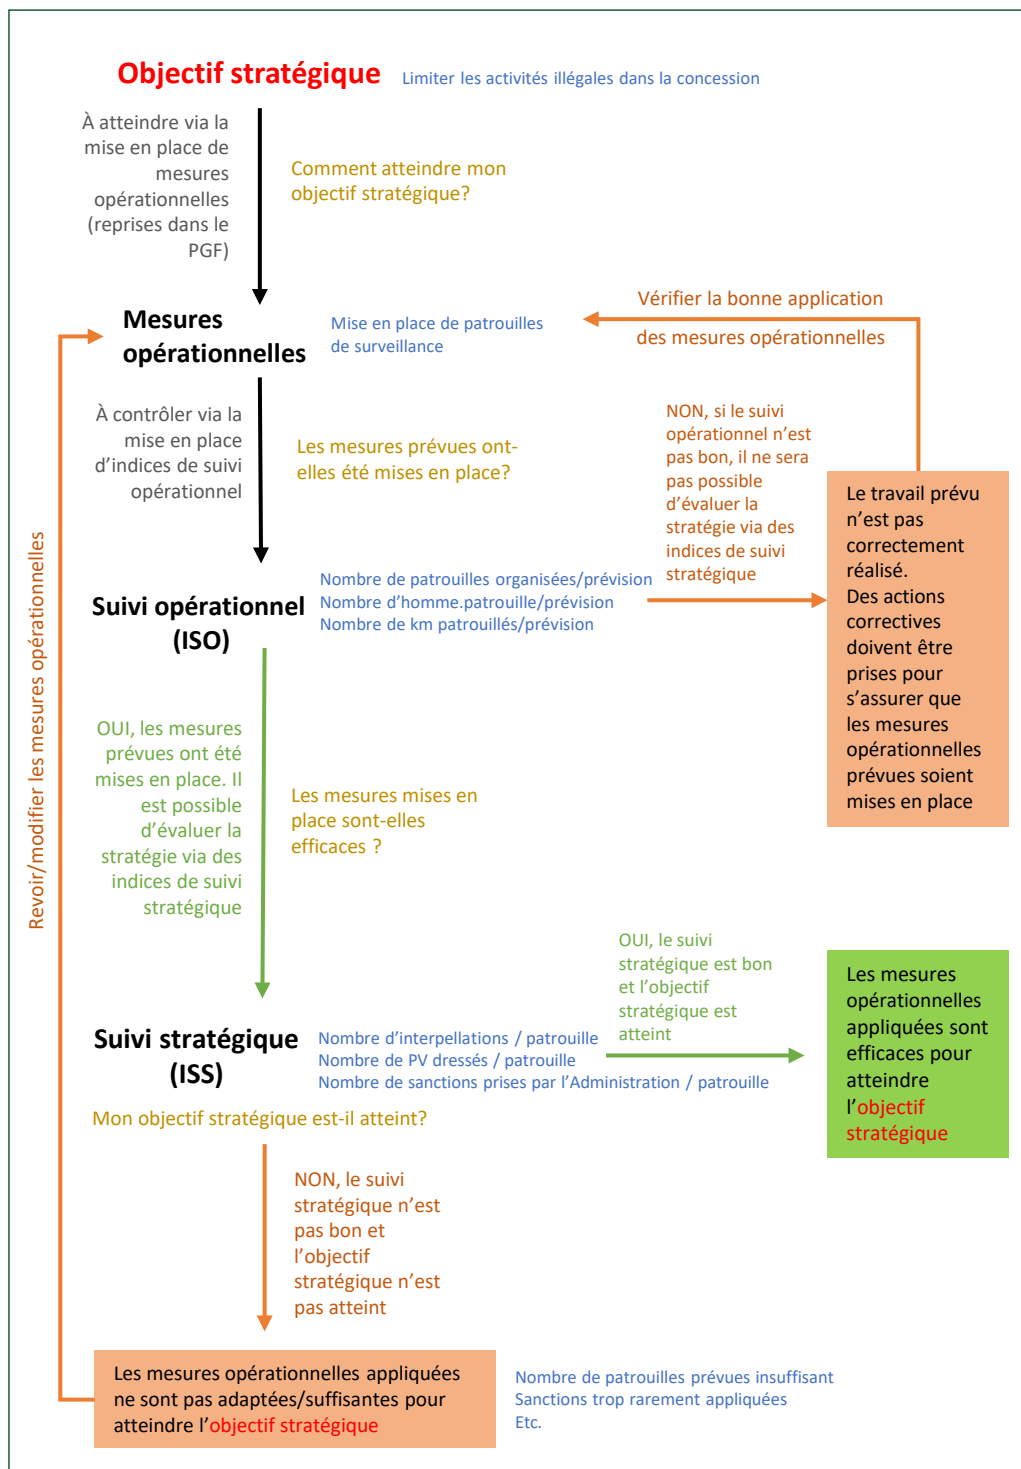 Objectif stratégique
Limiter les activités illégales dans la concession
À atteindre via la
mise en place de
mesures
opérationnelles
(reprises dans le
PGF)
Comment atteindre mon
objectif stratégique?
Mesures
opérationnelles
Mise en place de patrouilles
de surveillance
Vérifier la bonne application
des mesures opérationnelles
À contrôler via la
mise en place
d’indices de suivi
opérationnel
Les mesures prévues ont-
elles été mises en place?
NON, si le suivi
opérationnel n’est
pas bon, il ne sera
pas possible
d’évaluer la
stratégie via des
indices de suivi
stratégique
Le travail prévu
n’est pas
correctement
réalisé.
Des actions
correctives
doivent être
prises pour
s’assurer que
les mesures
opérationnelles
prévues soient
mises en place
Suivi opérationnel
(ISO)
Nombre de patrouilles organisées/prévision
Nombre d’homme.patrouille/prévision
Nombre de km patrouillés/prévision
Revoir/modifier les mesures opérationnelles
OUI, les mesures
prévues ont été
mises en place. Il
est possible
d’évaluer la
stratégie via des
indices de suivi
stratégique
Les mesures mises en
place sont-elles
efficaces ?
OUI, le suivi
stratégique est bon
et l’objectif
stratégique est
atteint
Les mesures
opérationnelles
appliquées sont
efficaces pour
atteindre
l’objectif
stratégique
Suivi stratégique
(ISS)
Nombre d’interpellations / patrouille
Nombre de PV dressés / patrouille
Nombre de sanctions prises par l’Administration / patrouille
Mon objectif stratégique est-il atteint?
NON, le suivi
stratégique n’est
pas bon et
l’objectif
stratégique n’est
pas atteint
Les mesures opérationnelles appliquées
ne sont pas adaptées/suffisantes pour
atteindre l’objectif stratégique
Nombre de patrouilles prévues insuffisant
Sanctions trop rarement appliquées
Etc.